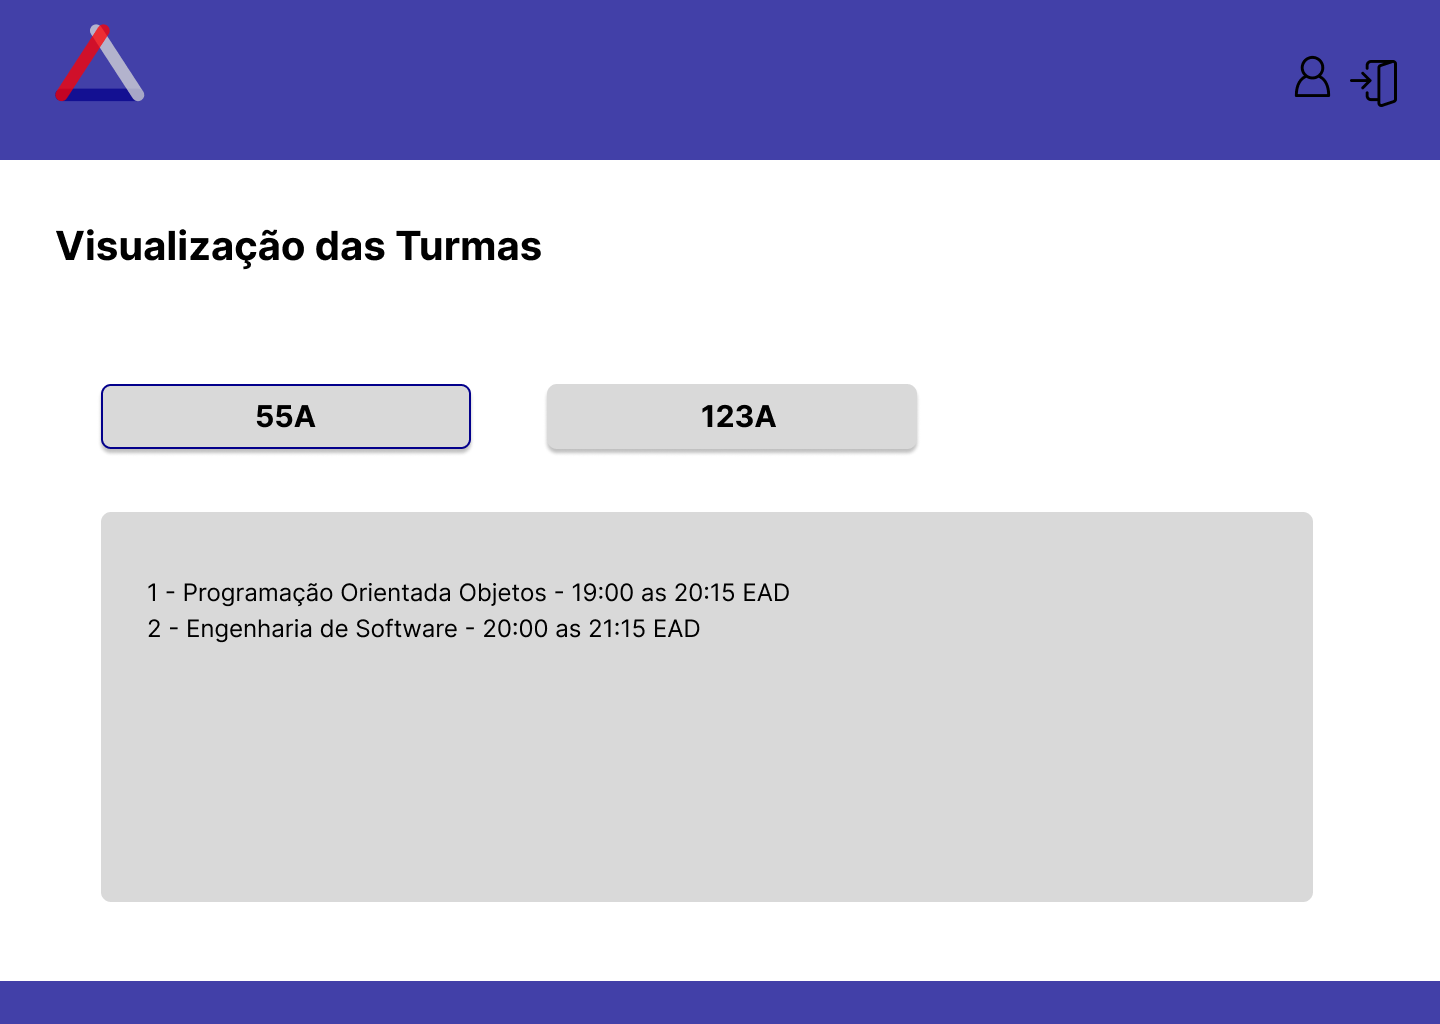 Visualização das Turmas
55A
123A
1 - Programação Orientada Objetos - 19:00 as 20:15 EAD
2 - Engenharia de Software - 20:00 as 21:15 EAD